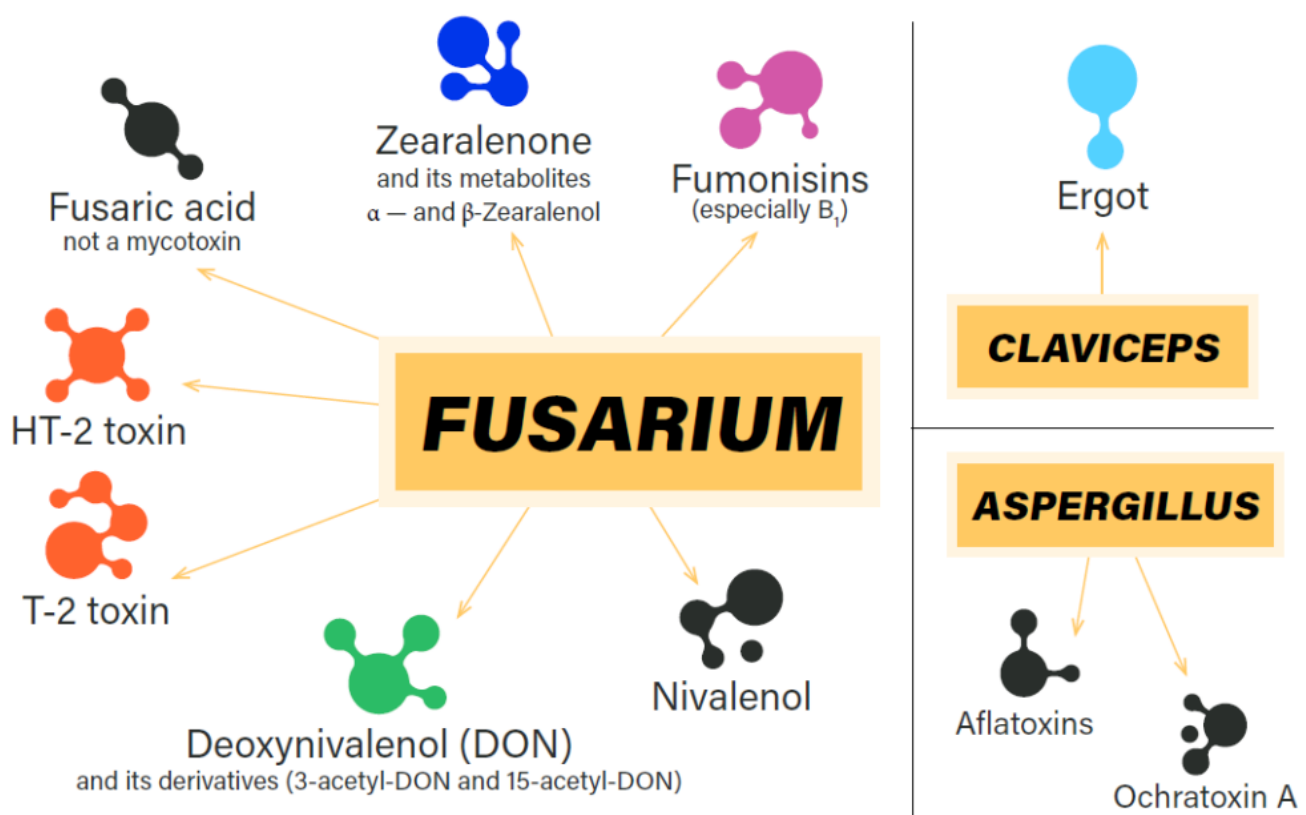 Fusaric acid
not a mycotoxin
Zearalenone
and its metabolites
α — and β-Zearalenol
Fumonisins
(especially B₁)
HT-2 toxin
T-2 toxin
FUSARIUM
Deoxynivalenol (DON)
and its derivatives (3-acetyl-DON and 15-acetyl-DON)
Nivalenol
Ergot
CLAVICEPS
ASPERGILLUS
Aflatoxins
Ochratoxin A